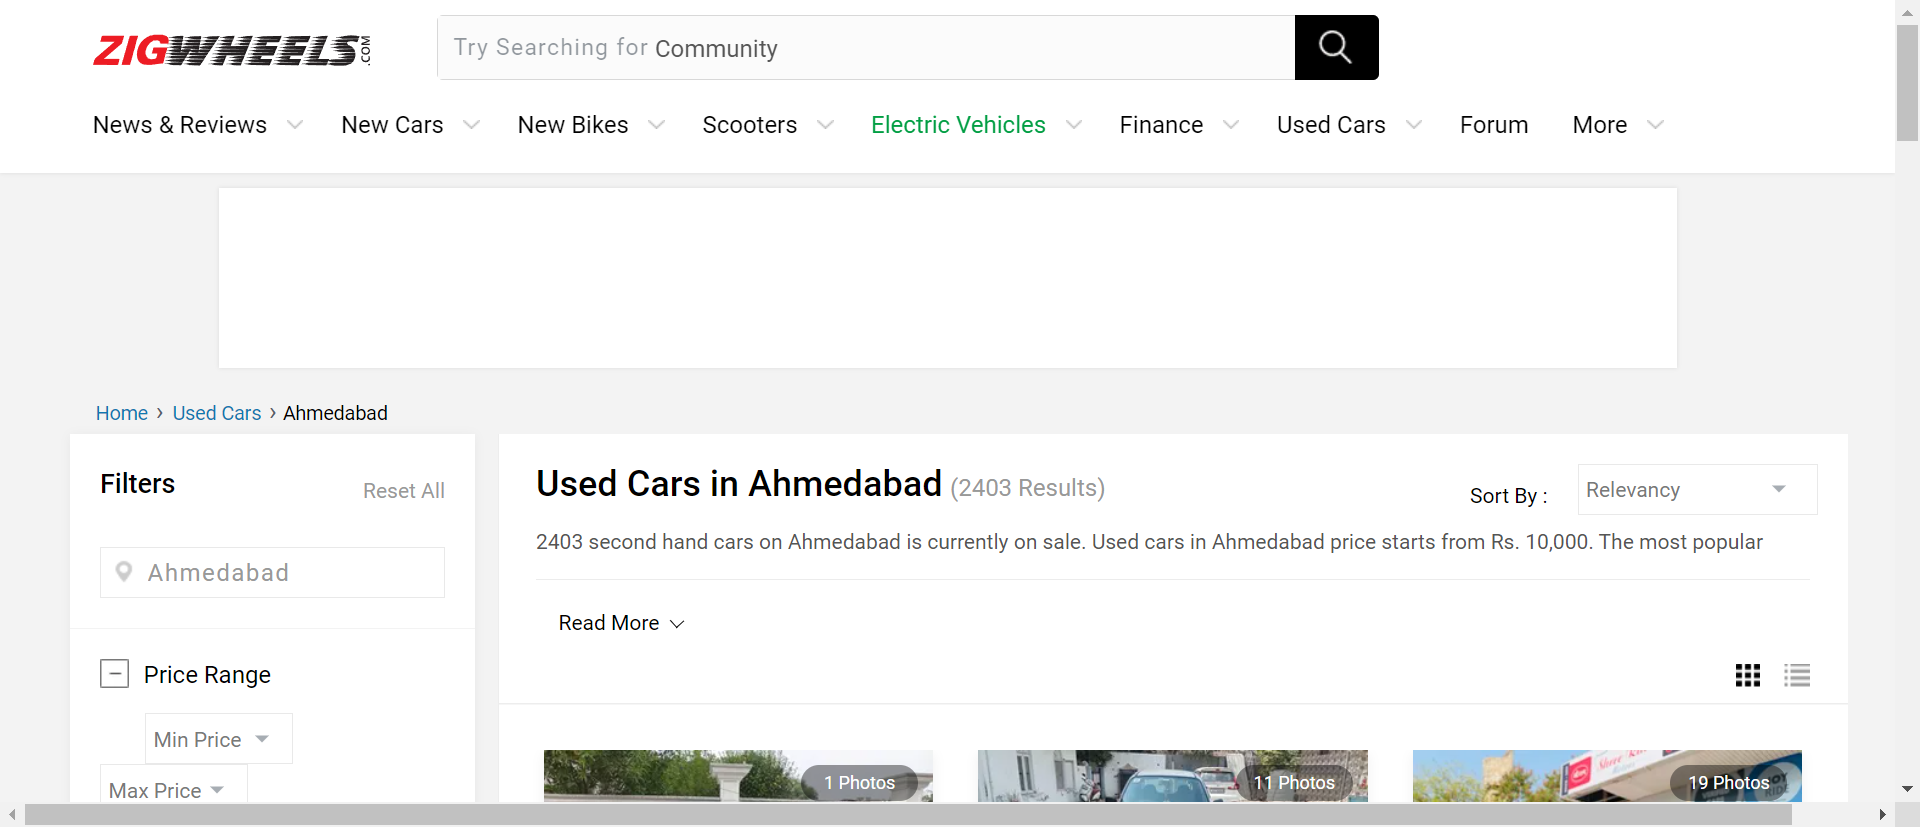 ZIGWHEELS.COM
Try Searching for Community
News & Reviews New Cars New Bikes Scooters Electric Vehicles Finance Used Cars Forum More
Home › Used Cars › Ahmedabad
Filters
Reset All
Ahmedabad
Price Range
Min Price
Max Price
Used Cars in Ahmedabad (2403 Results)
Sort By :
Relevancy
2403 second hand cars on Ahmedabad is currently on sale. Used cars in Ahmedabad price starts from Rs. 10,000. The most popular
Read More
1 Photos
11 Photos
19 Photos